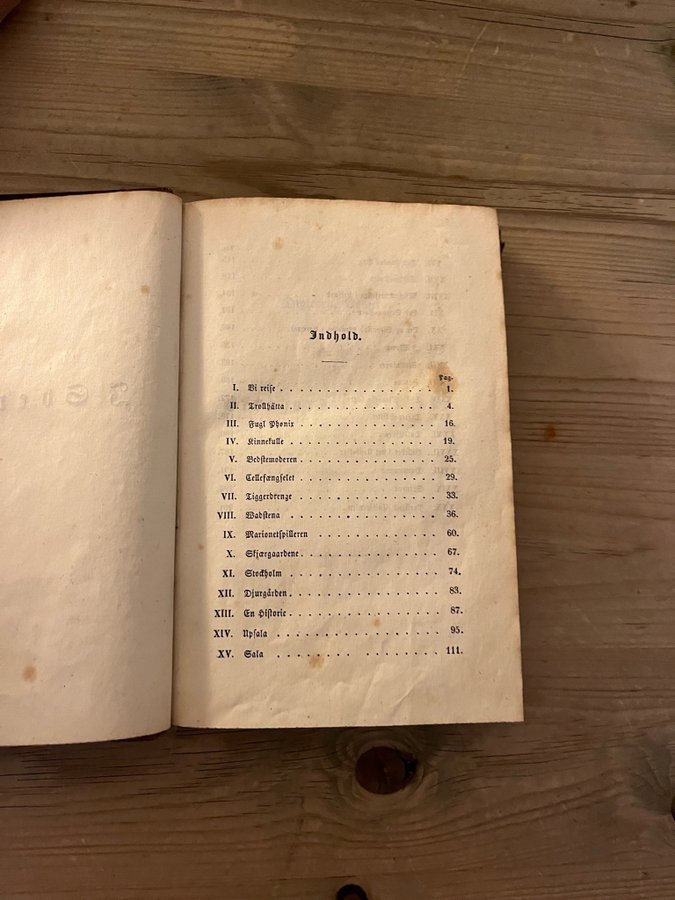 Indhold.
Pag.
I. Vi reise . . . . . . . . . . . . . . . . 1.
II. Trollhätta . . . . . . . . . . . . . . . 4.
III. Fugl Phønix . . . . . . . . . . . . . . 16.
IV. Kinnekulle . . . . . . . . . . . . . . . 19.
V. Bedstemoderen . . . . . . . . . . . . . 25.
VI. Cellefængselet . . . . . . . . . . . . . 29.
VII. Tiggerdrenge . . . . . . . . . . . . . . 33.
VIII. Wadstena . . . . . . . . . . . . . . . 36.
IX. Marionetspilleren . . . . . . . . . . . . 60.
X. Skjærgaardene . . . . . . . . . . . . . 67.
XI. Stockholm . . . . . . . . . . . . . . . 74.
XII. Djurgården . . . . . . . . . . . . . . . 83.
XIII. En Historie . . . . . . . . . . . . . . 87.
XIV. Upsala . . . . . . . . . . . . . . . . 95.
XV. Sala . . . . . . . . . . . . . . . . . 111.